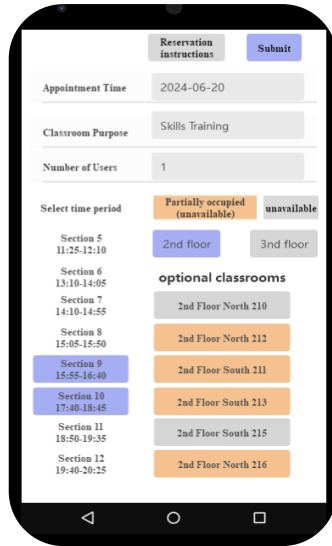 Reservation
instructions
Submit
Appointment Time
2024-06-20
Classroom Purpose
Skills Training
Number of Users
1
Select time period
Partially occupied
(unavailable)
unavailable
Section 5
11:25-12:10
2nd floor
3nd floor
Section 6
13:10-14:05
optional classrooms
Section 7
14:10-14:55
2nd Floor North 210
Section 8
15:05-15:50
2nd Floor North 212
Section 9
15:55-16:40
2nd Floor South 211
Section 10
17:40-18:45
2nd Floor South 213
Section 11
18:50-19:35
2nd Floor South 215
Section 12
19:40-20:25
2nd Floor North 216